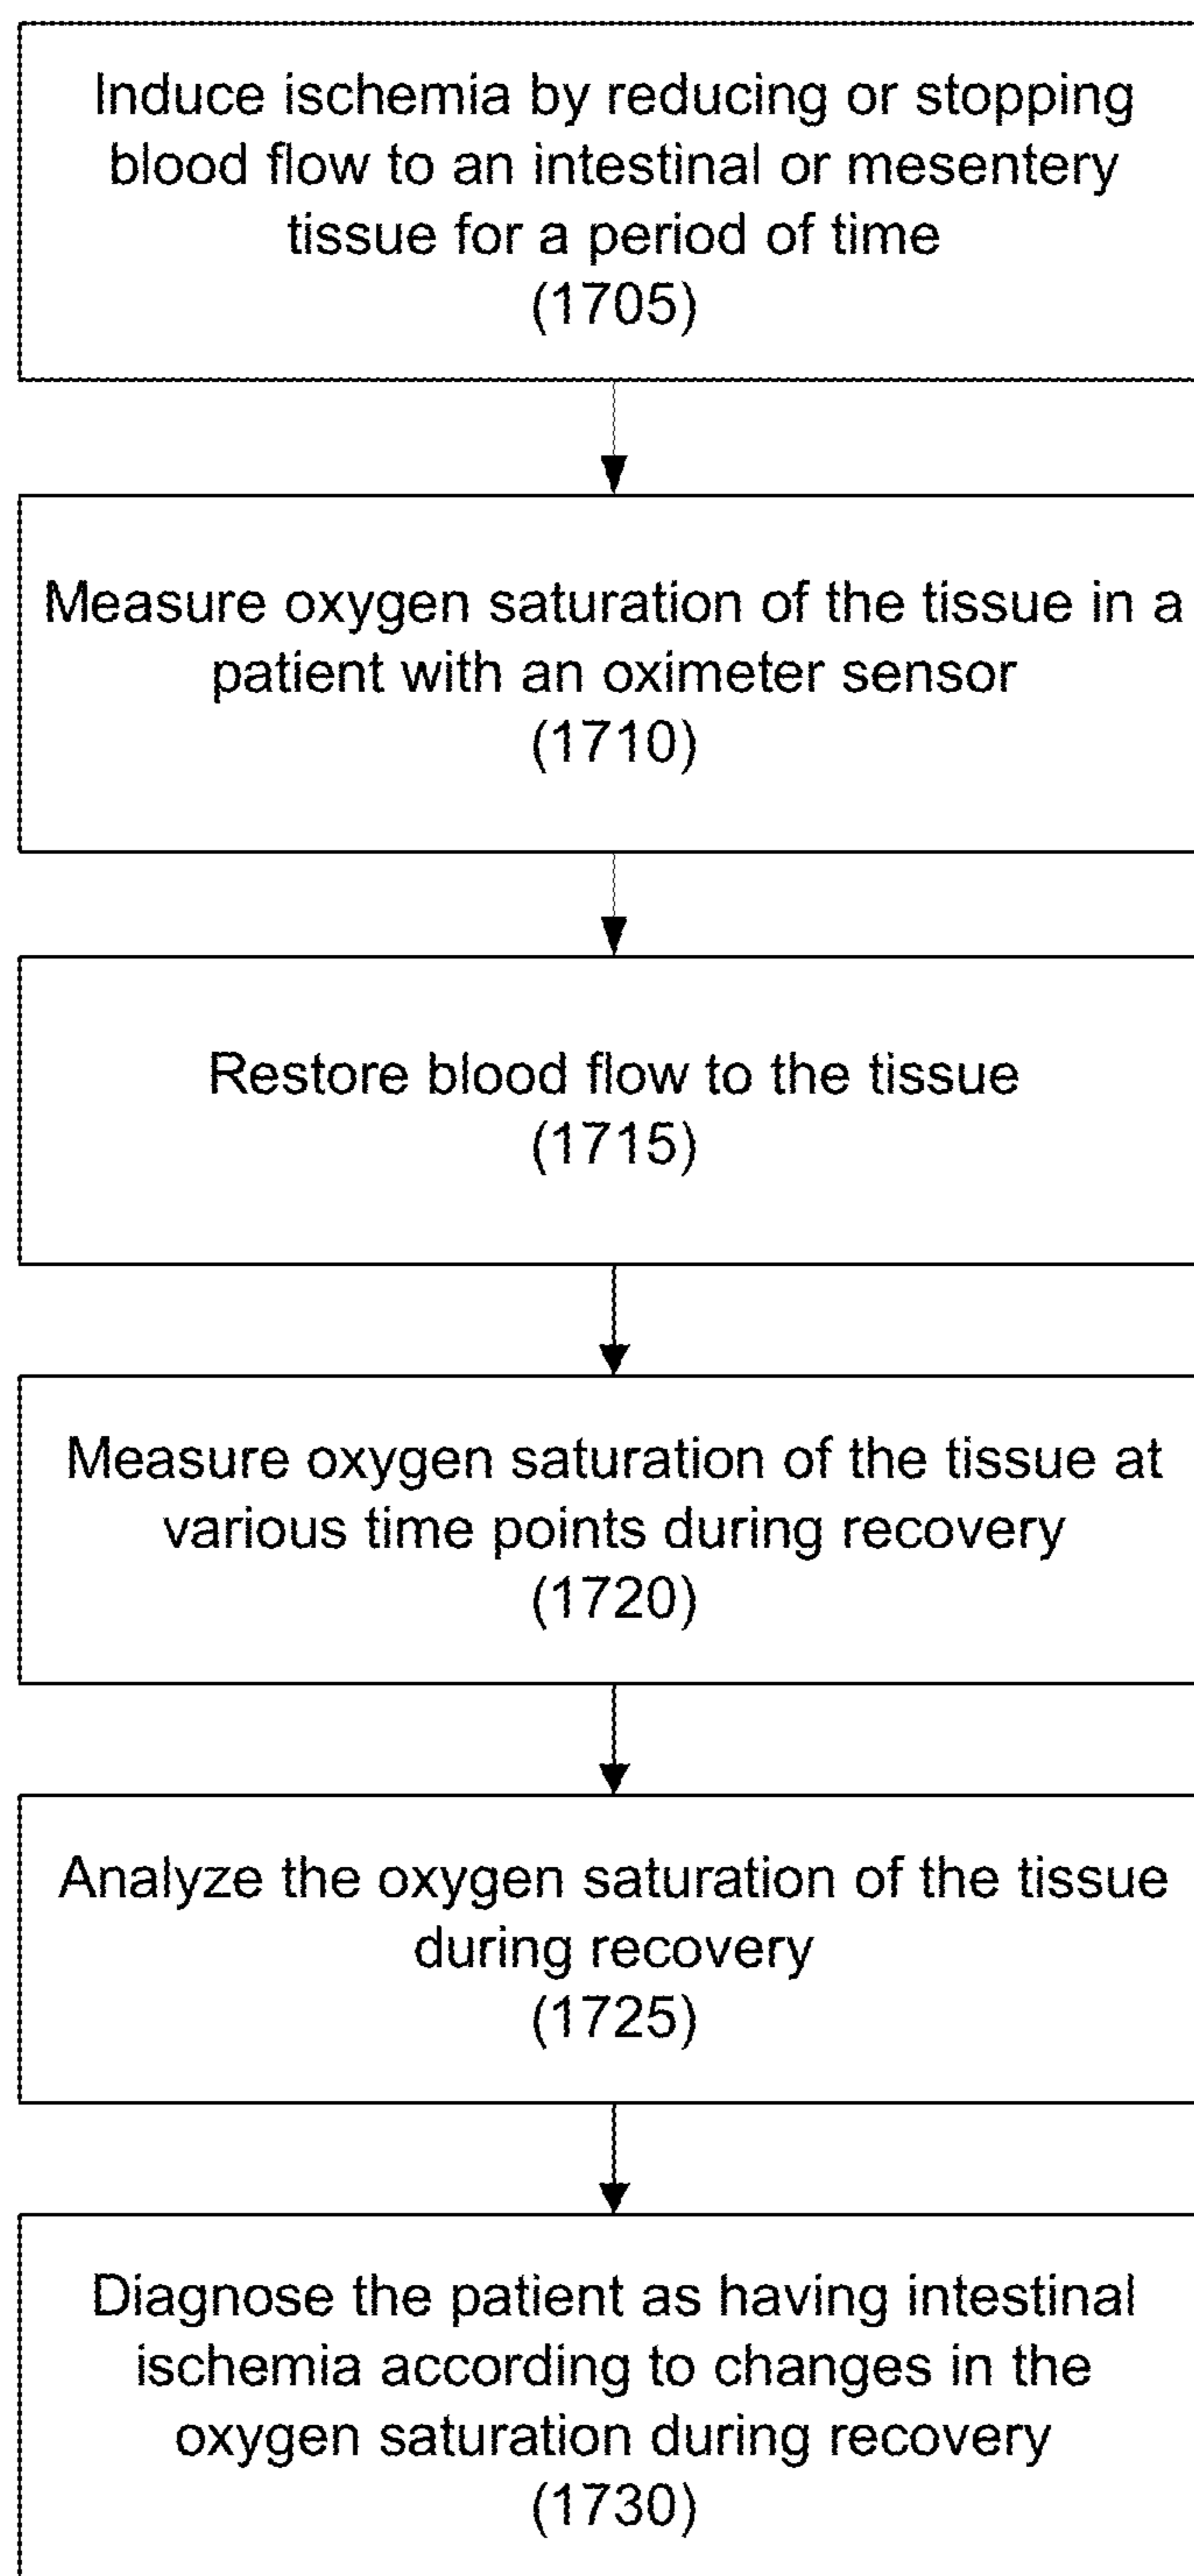 Induce ischemia by reducing or stopping
blood flow to an intestinal or mesentery
tissue for a period of time
(1705)
Measure oxygen saturation of the tissue in a
patient with an oximeter sensor
(1710)
Restore blood flow to the tissue
(1715)
Measure oxygen saturation of the tissue at
various time points during recovery
(1720)
Analyze the oxygen saturation of the tissue
during recovery
(1725)
Diagnose the patient as having intestinal
ischemia according to changes in the
oxygen saturation during recovery
(1730)